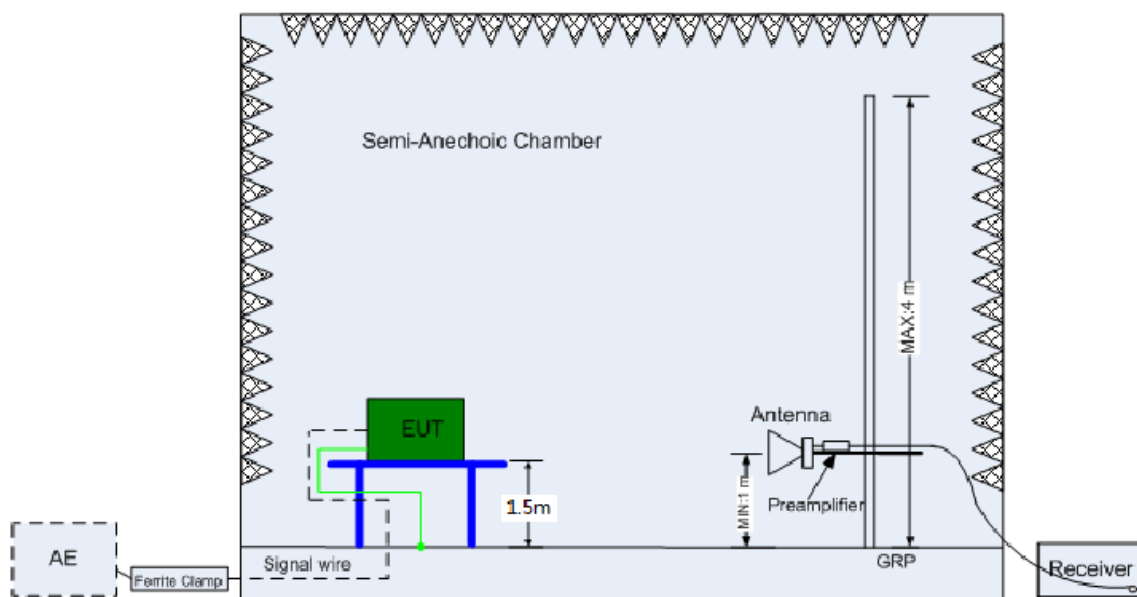 Semi-Anechoic Chamber
MAX:4 m
Antenna
EUT
MIN:1 m
1.5m
Preamplifier
AE
Signal wire
GRP
Ferrite Clamp
Receiver